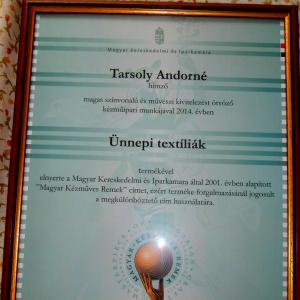 Magyar Kereskedelmi és Iparkamara
Tarsoly Andorné
hímző
magas színvonalú és művészi kivitelezést ötvöző
kézműipari munkájával 2014. évben
Ünnepi textíliák
termékével
elnyerte a Magyar Kereskedelmi és Iparkamara által 2001. évben alapított
"Magyar Kézműves Remek" címet, ezért terméke forgalmazásánál jogosult
a megkülönböztető cím használatára.